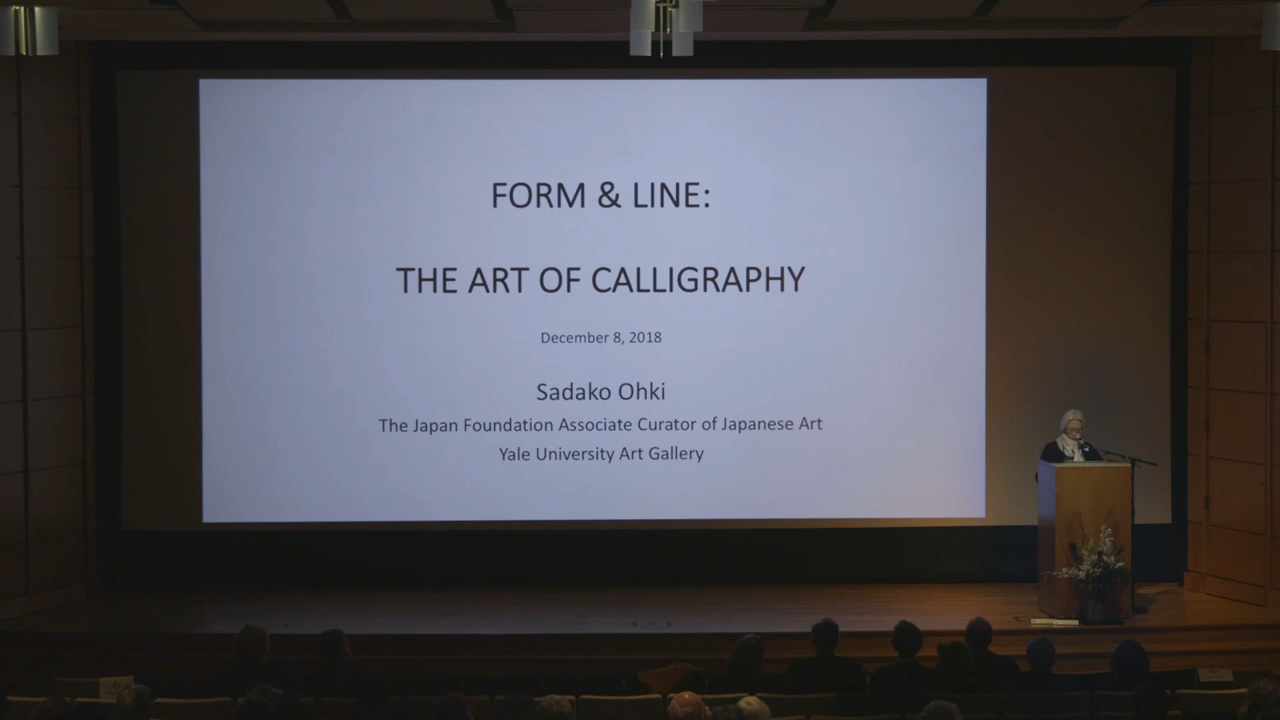 FORM & LINE:
THE ART OF CALLIGRAPHY
December 8, 2018
Sadako Ohki
The Japan Foundation Associate Curator of Japanese Art
Yale University Art Gallery